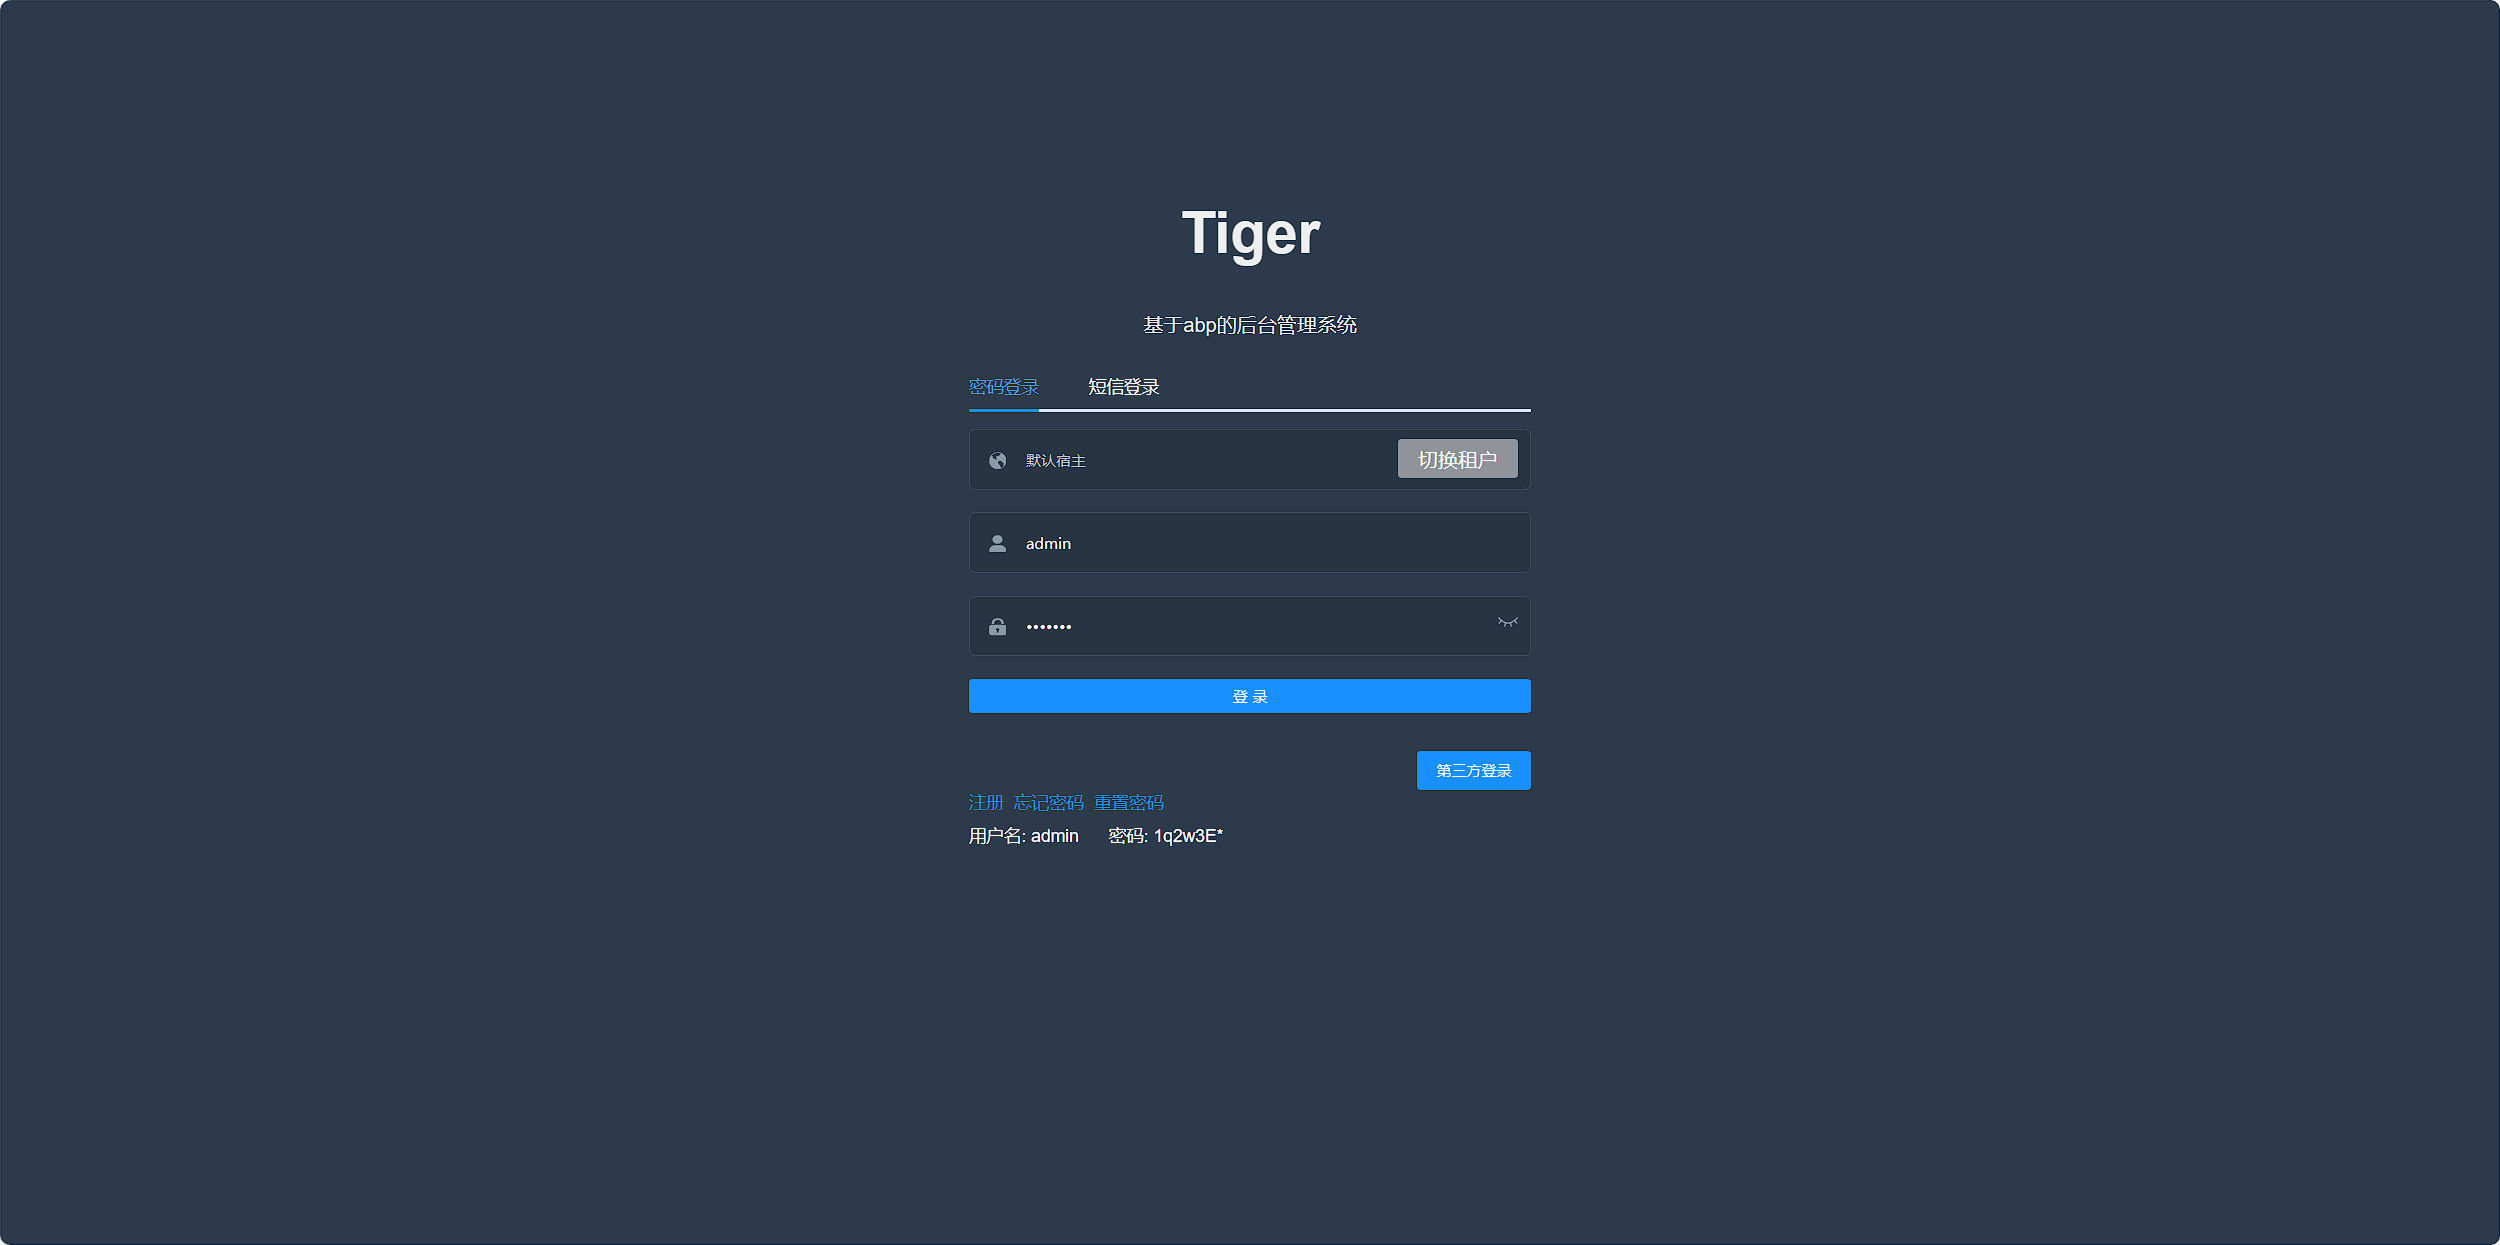 Tiger
基于abp的后台管理系统
密码登录 短信登录
默认宿主 切换租户
admin
•••••••
登 录
第三方登录
注册 忘记密码 重置密码
用户名: admin 密码: 1q2w3E*